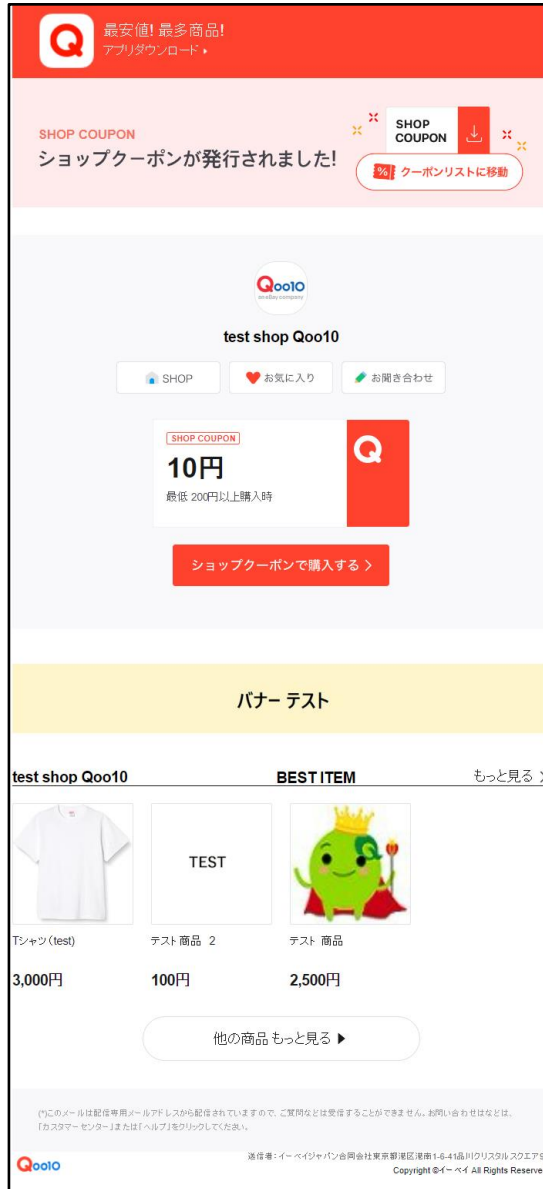 Q
最安値! 最多商品!
アプリダウンロード ▸
SHOP COUPON
ショップクーポンが発行されました!
SHOP
COUPON
% クーポンリストに移動
Qoo10
an eBay company
test shop Qoo10
SHOP
お気に入り
お聞き合わせ
SHOP COUPON
10円
最低 200円以上購入時
Q
ショップクーポンで購入する 〉
バナー テスト
test shop Qoo10 BEST ITEM もっと見る 〉
TEST
Tシャツ(test) テスト商品 2 テスト 商品
3,000円 100円 2,500円
他の商品 もっと見る ▶
(*)このメールは配信専用メールアドレスから配信されていますので、ご質問などは受信することができません。お問い合わせはなどは、
「カスタマーセンター」または「ヘルプ」をクリックしてください。
Qoo10
送信者:イーベイジャパン合同会社東京都港区港南1-6-41品川クリスタルスクエア9
Copyright ©イーベイ All Rights Reserve